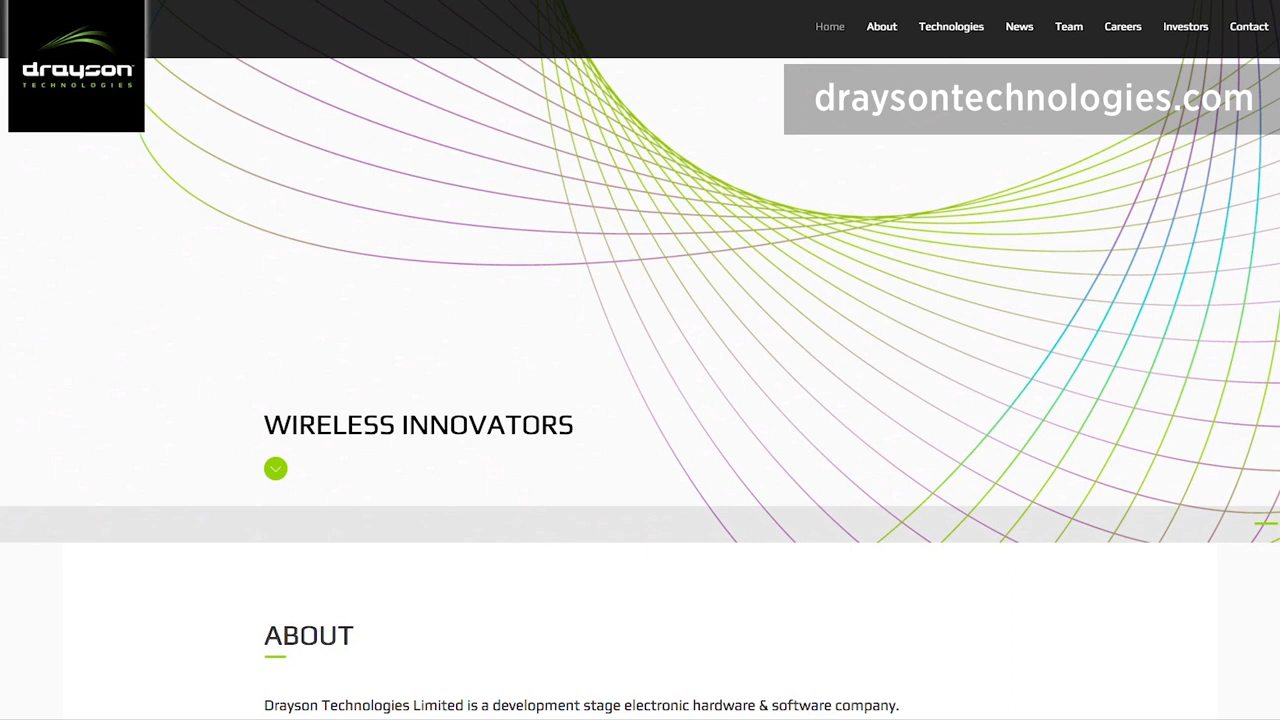 drayson
TECHNOLOGIES
Home About Technologies News Team Careers Investors Contact
draysontechnologies.com
WIRELESS INNOVATORS
ABOUT
Drayson Technologies Limited is a development stage electronic hardware & software company.